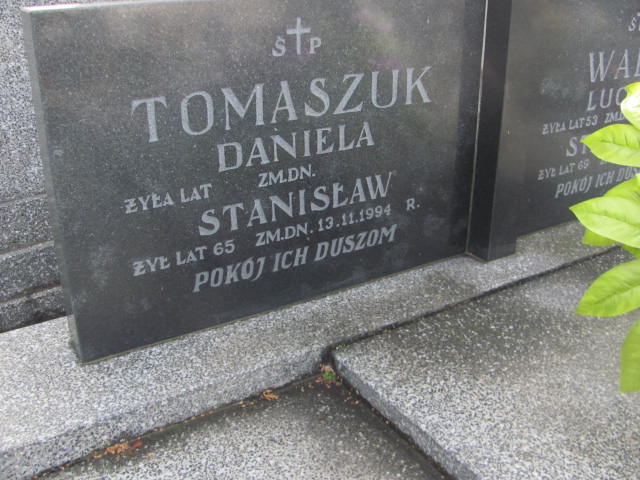 Ś P
TOMASZUK
DANIELA
ŻYŁA LAT ZM.DN.
STANISŁAW
ŻYŁ LAT 65 ZM.DN. 13.11.1994 R.
POKÓJ ICH DUSZOM
ŻYŁA LAT 53
ŻYŁ LAT 69
POKÓJ ICH